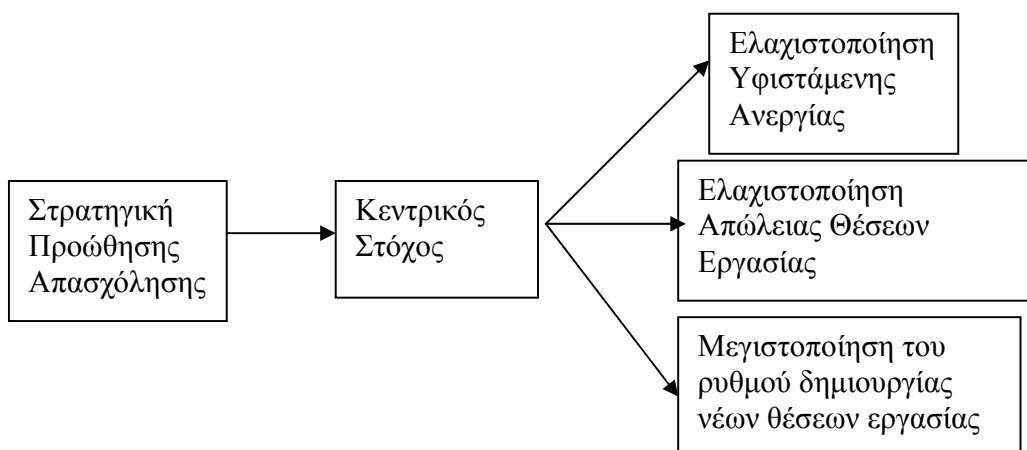 Στρατηγική
Προώθησης
Απασχόλησης
Κεντρικός
Στόχος
Ελαχιστοποίηση
Υφιστάμενης
Ανεργίας
Ελαχιστοποίηση
Απώλειας Θέσεων
Εργασίας
Μεγιστοποίηση του
ρυθμού δημιουργίας
νέων θέσεων εργασίας